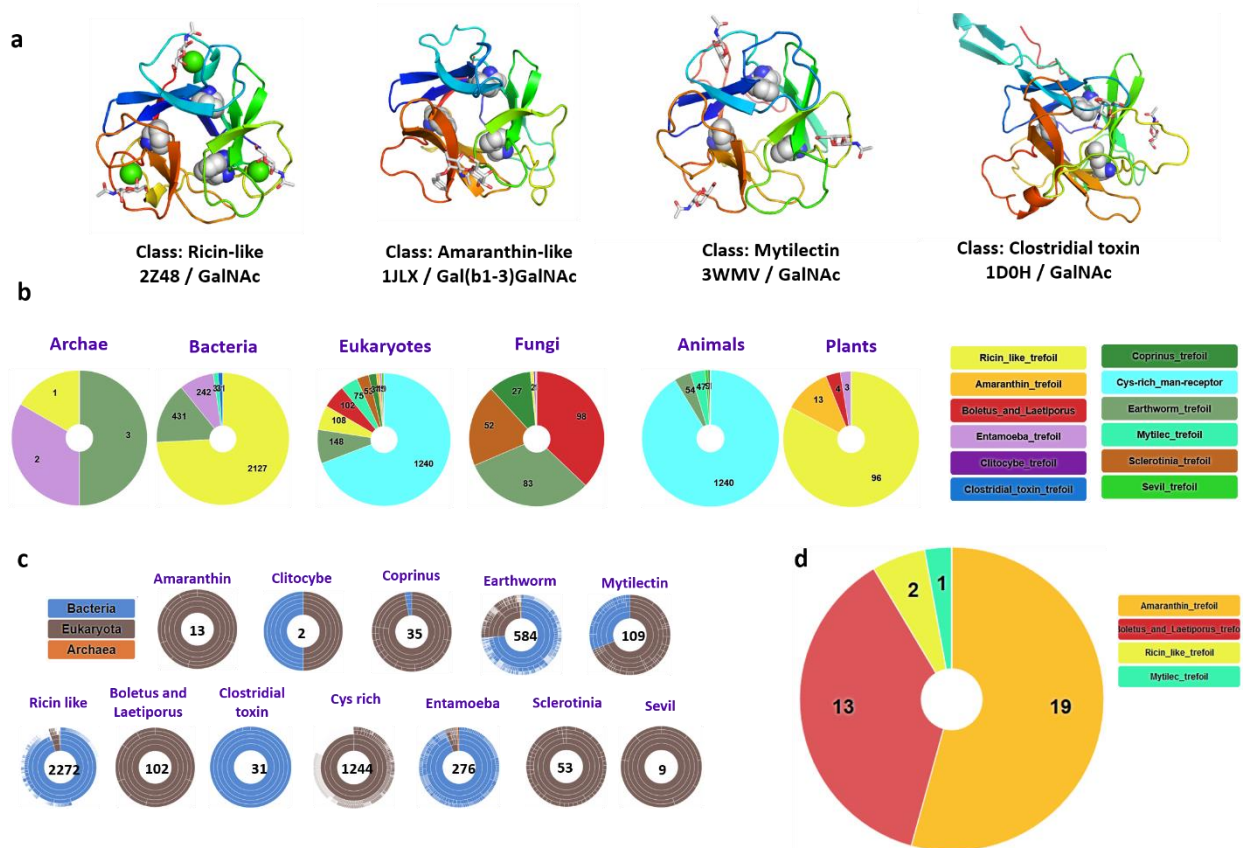 a
Class: Ricin-like
2Z48 / GalNAc
Class: Amaranthin-like
1JLX / Gal(b1-3)GalNAc
Class: Mytilectin
3WMV / GalNAc
Class: Clostridial toxin
1D0H / GalNAc
b
Archae
Bacteria
Eukaryotes
Fungi
Animals
Plants
1
2
3
242
431
2127
75
102
108
148
1240
27
2
52
98
83
54
47
1240
13
4
3
96
Ricin_like_trefoil
Amaranthin_trefoil
Boletus_and_Laetiporus
Entamoeba_trefoil
Clitocybe_trefoil
Clostridial_toxin_trefoil
Coprinus_trefoil
Cys-rich_man-receptor
Earthworm_trefoil
Mytilec_trefoil
Sclerotinia_trefoil
Sevil_trefoil
c
Bacteria
Eukaryota
Archaea
Amaranthin
13
Clitocybe
2
Coprinus
35
Earthworm
584
Mytilectin
109
Ricin like
2272
Boletus and
Laetiporus
102
Clostridial
toxin
31
Cys rich
1244
Entamoeba
276
Sclerotinia
53
Sevil
9
d
2
1
13
19
Amaranthin_trefoil
Boletus_and_Laetiporus_trefo
Ricin_like_trefoil
Mytilec_trefoil